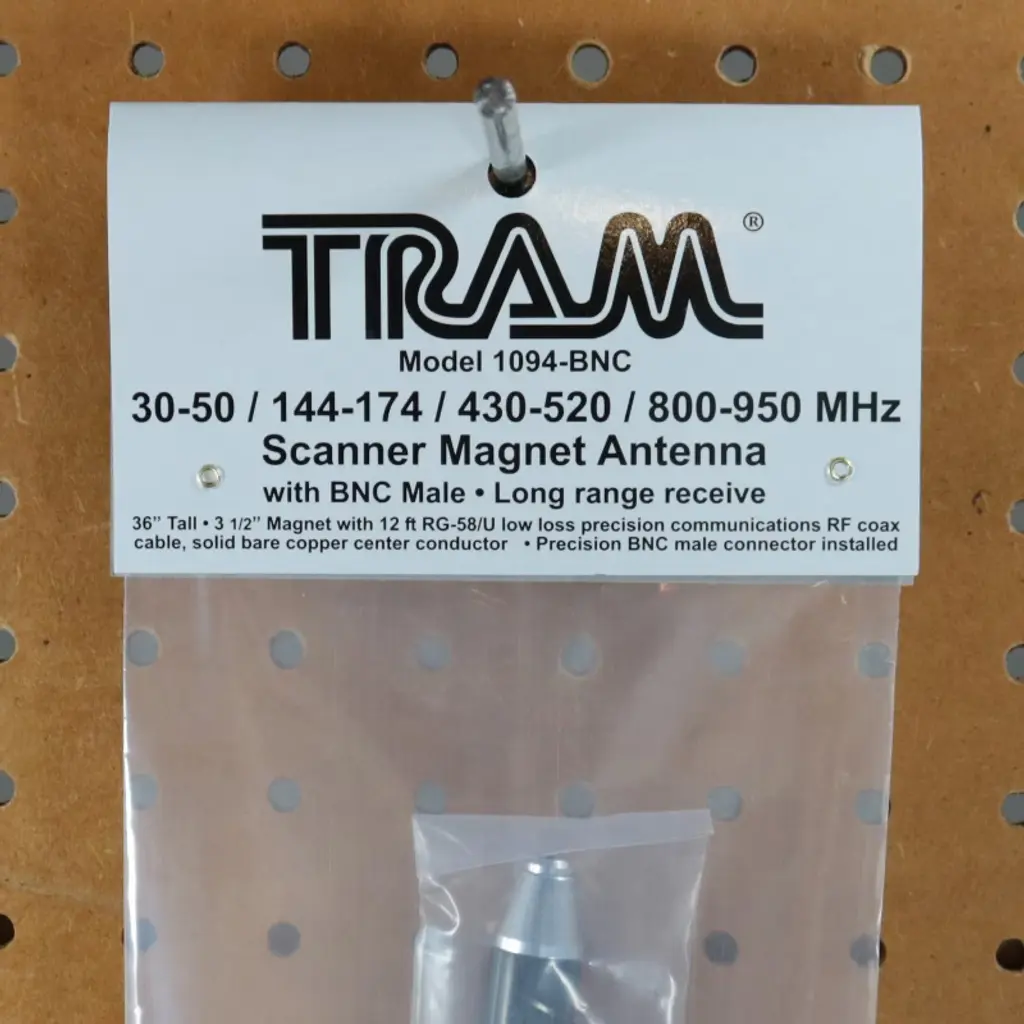 TRAM®
Model 1094-BNC
30-50 / 144-174 / 430-520 / 800-950 MHz
Scanner Magnet Antenna
with BNC Male • Long range receive
36” Tall • 3 1/2” Magnet with 12 ft RG-58/U low loss precision communications RF coax
cable, solid bare copper center conductor • Precision BNC male connector installed